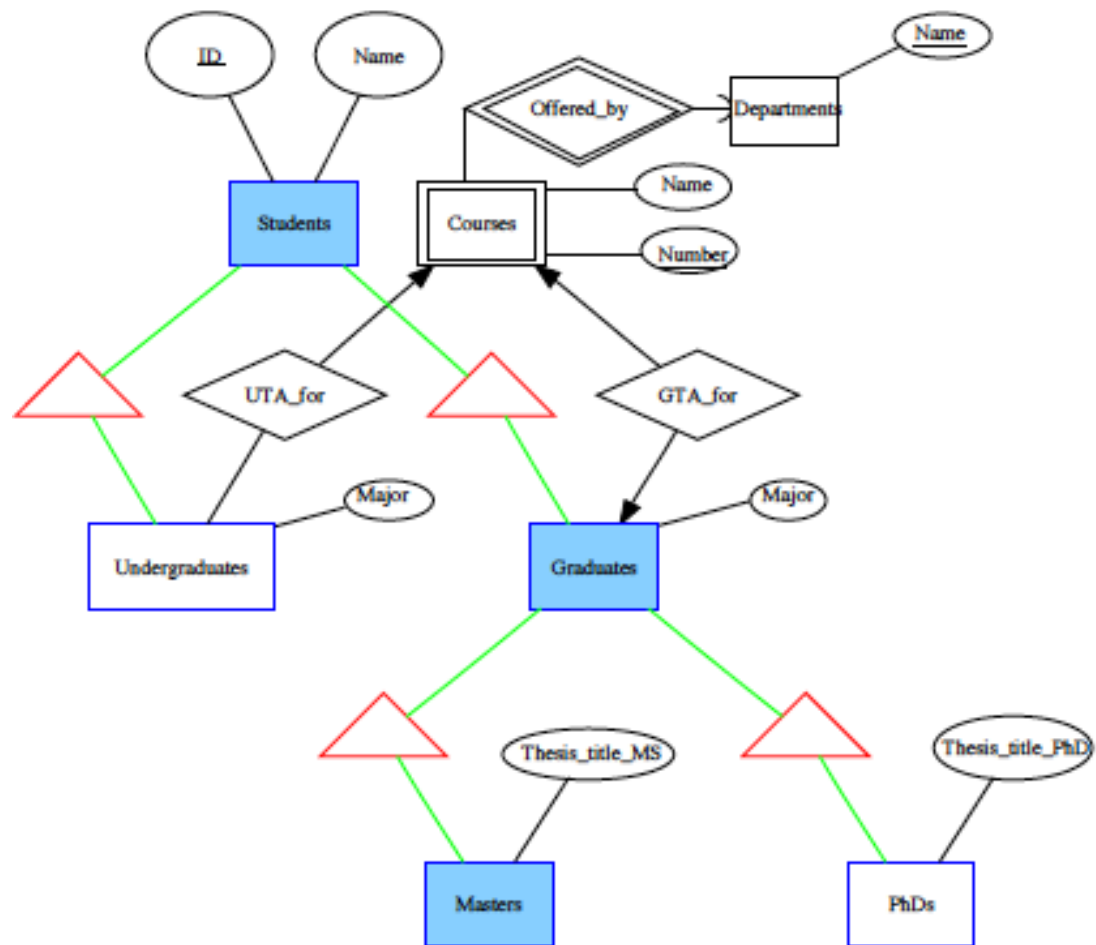 Name
ID
Name
Offered_by
Departments
Name
Students
Courses
Number
UTA_for
GTA_for
Major
Major
Undergraduates
Graduates
Thesis_title_MS
Thesis_title_PhD
Masters
PhDs